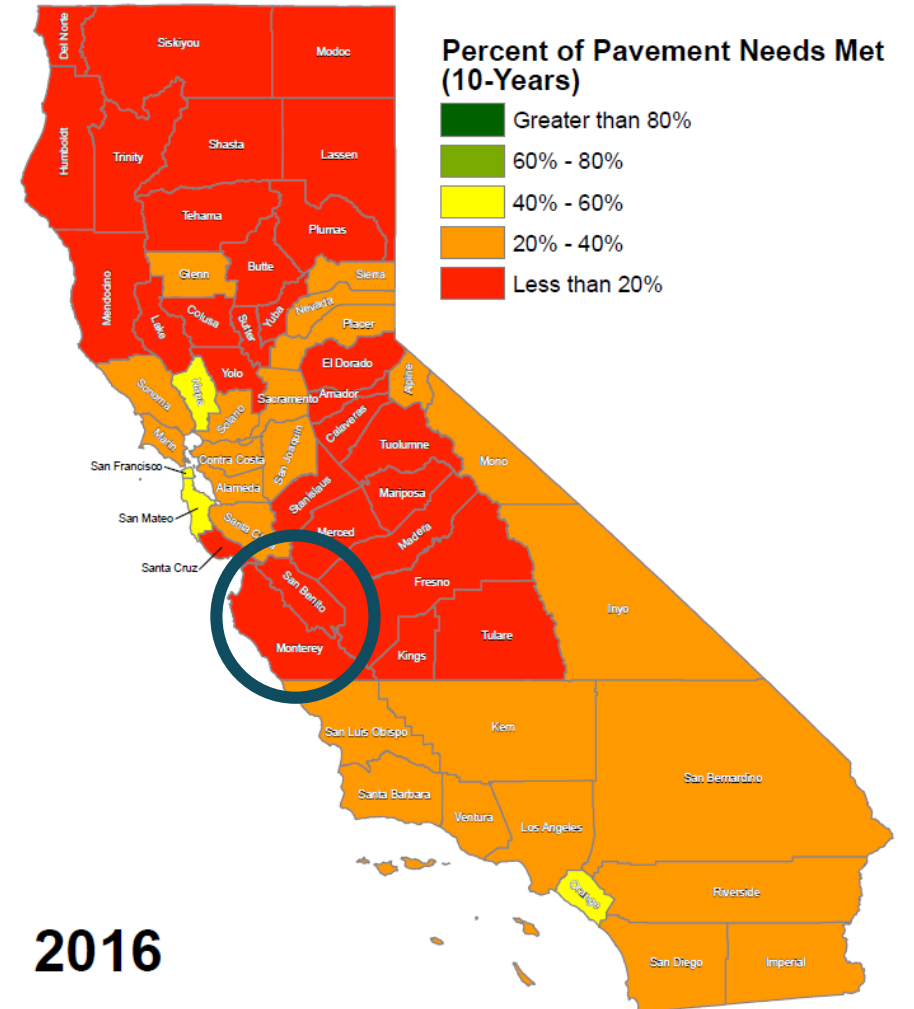 Percent of Pavement Needs Met
(10-Years)
Greater than 80%
60% - 80%
40% - 60%
20% - 40%
Less than 20%
Del Norte
Siskiyou
Modoc
Humboldt
Trinity
Shasta
Lassen
Tehama
Plumas
Mendocino
Glenn
Butte
Sierra
Lake
Colusa
Sutter
Yuba
Nevada
Placer
Yolo
El Dorado
Sonoma
Napa
Solano
Sacramento
Amador
Alpine
Calaveras
Marin
Contra Costa
San Joaquin
Tuolumne
Mono
San Francisco
Alameda
Stanislaus
Mariposa
San Mateo
Santa C
Merced
Madera
Santa Cruz
San Benito
Fresno
Inyo
Monterey
Kings
Tulare
San Luis Obispo
Kern
San Bernardino
Santa Barbara
Ventura
Los Angeles
Orange
Riverside
San Diego
Imperial
2016